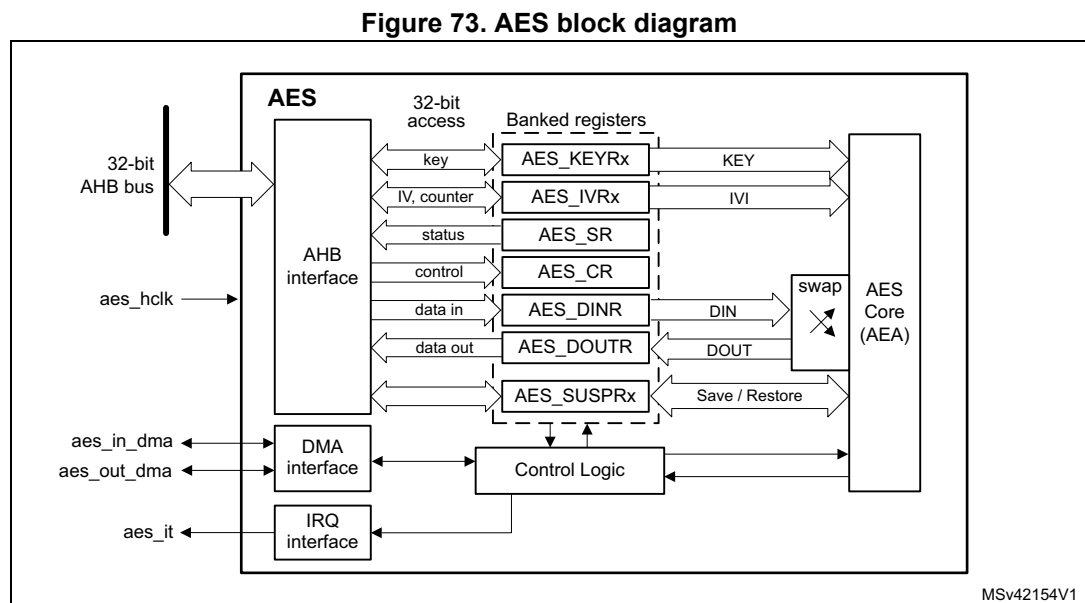 Figure 73. AES block diagram
AES
32-bit
access
Banked registers
32-bit
AHB bus
AHB
interface
key
AES_KEYRx
KEY
IV, counter
AES_IVRx
IVI
status
AES_SR
control
AES_CR
aes_hclk
data in
AES_DINR
DIN
swap
AES
Core
(AEA)
data out
AES_DOUTR
DOUT
AES_SUSPRx
Save / Restore
aes_in_dma
aes_out_dma
DMA
interface
Control Logic
aes_it
IRQ
interface
MSv42154V1